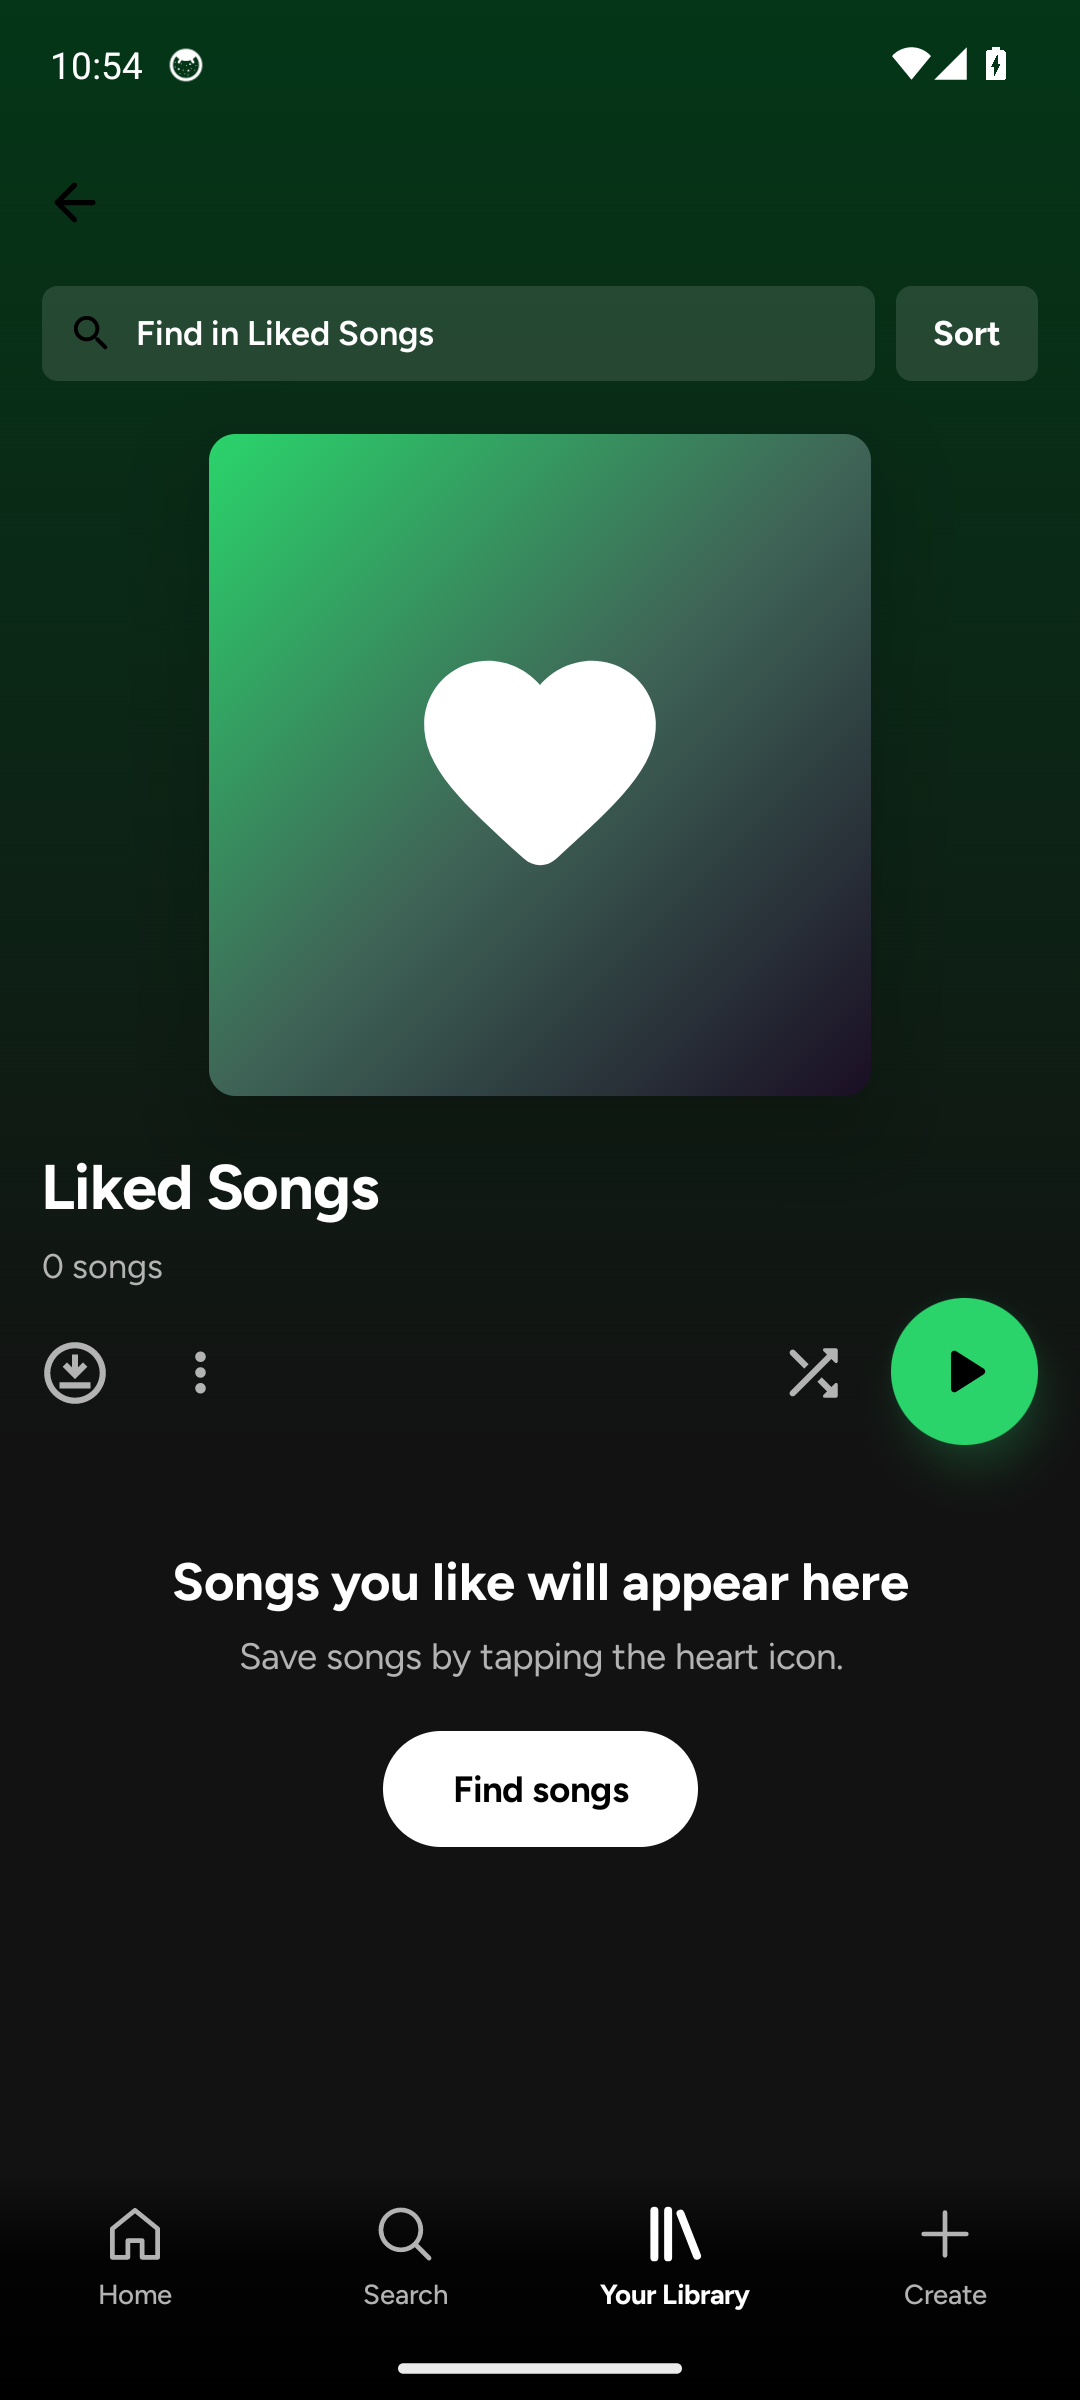 10:54
Find in Liked Songs
Sort
Liked Songs
0 songs
Songs you like will appear here
Save songs by tapping the heart icon.
Find songs
Home
Search
Your Library
Create